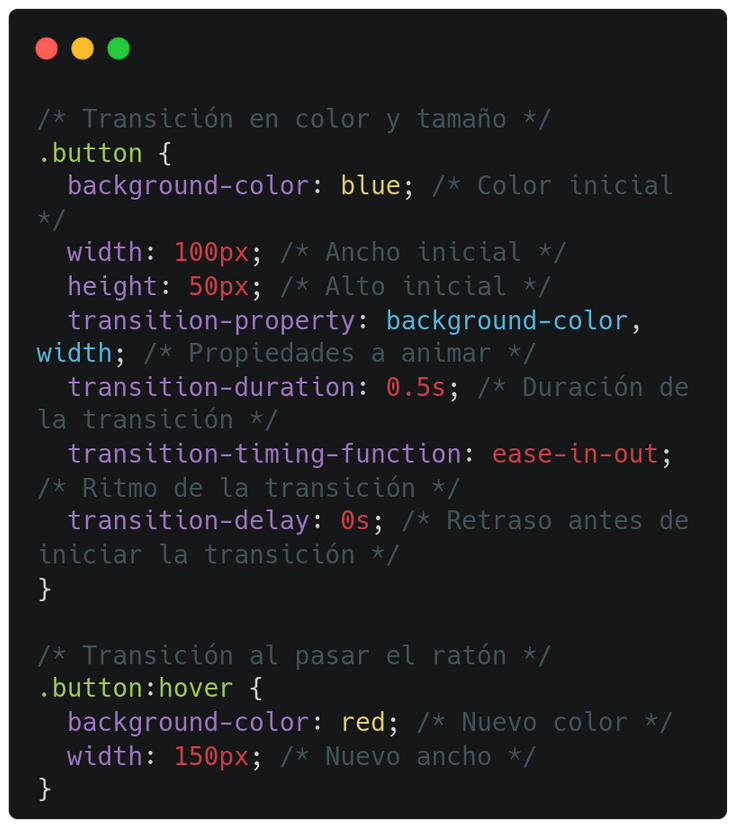 /* Transición en color y tamaño */
.button {
  background-color: blue; /* Color inicial
*/
  width: 100px; /* Ancho inicial */
  height: 50px; /* Alto inicial */
  transition-property: background-color,
width; /* Propiedades a animar */
  transition-duration: 0.5s; /* Duración de
la transición */
  transition-timing-function: ease-in-out;
/* Ritmo de la transición */
  transition-delay: 0s; /* Retraso antes de
iniciar la transición */
}

/* Transición al pasar el ratón */
.button:hover {
  background-color: red; /* Nuevo color */
  width: 150px; /* Nuevo ancho */
}